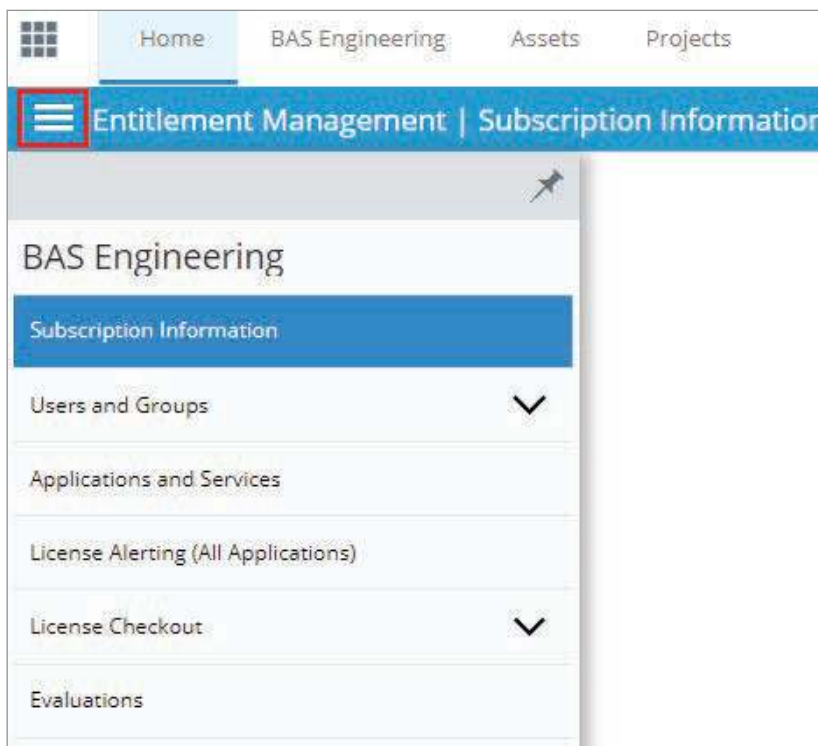 Home BAS Engineering Assets Projects
Entitlement Management | Subscription Information
BAS Engineering
Subscription Information
Users and Groups
Applications and Services
License Alerting (All Applications)
License Checkout
Evaluations